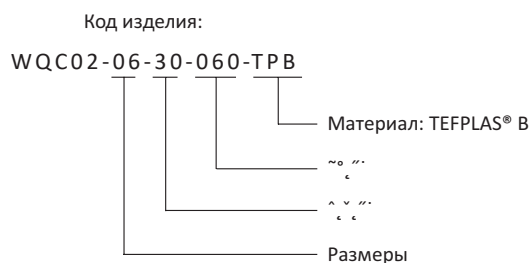 Код изделия:
WQC02-06-30-060-TPB
Материал: TEFPLAS® B
Размеры